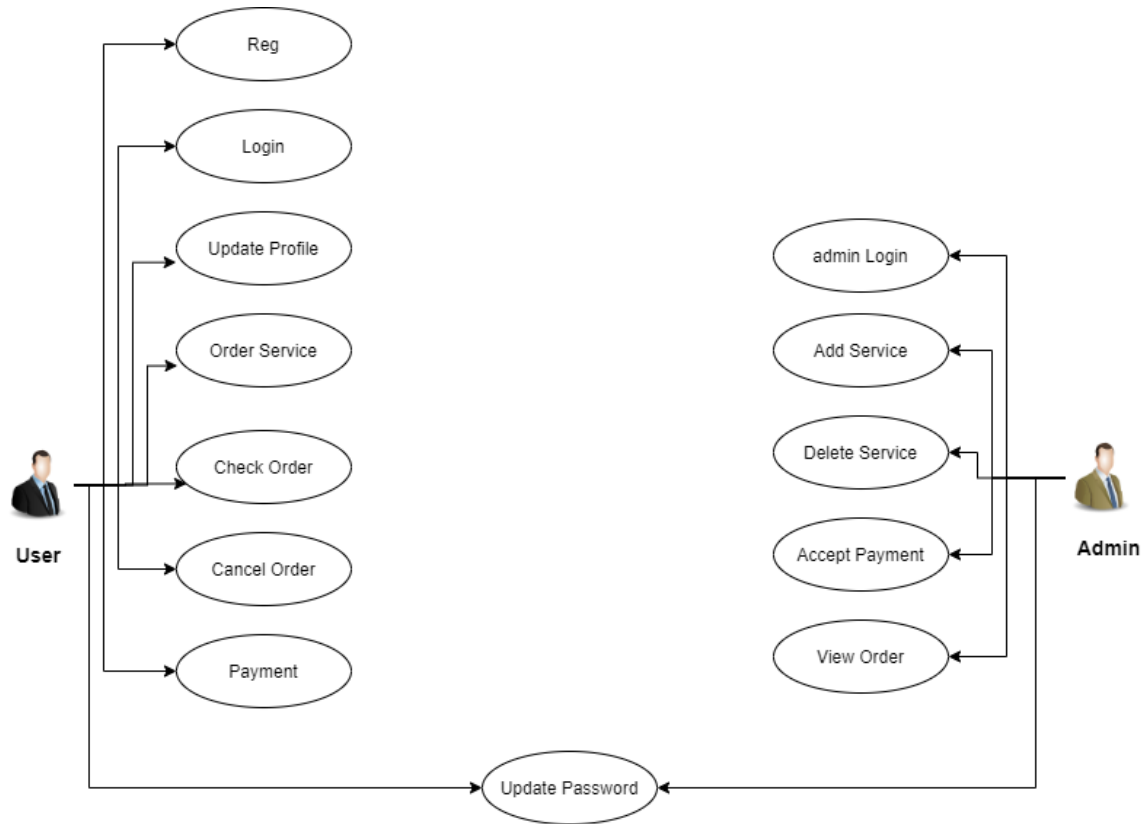 Reg
Login
Update Profile
Order Service
Check Order
Cancel Order
Payment
User
admin Login
Add Service
Delete Service
Accept Payment
View Order
Admin
Update Password